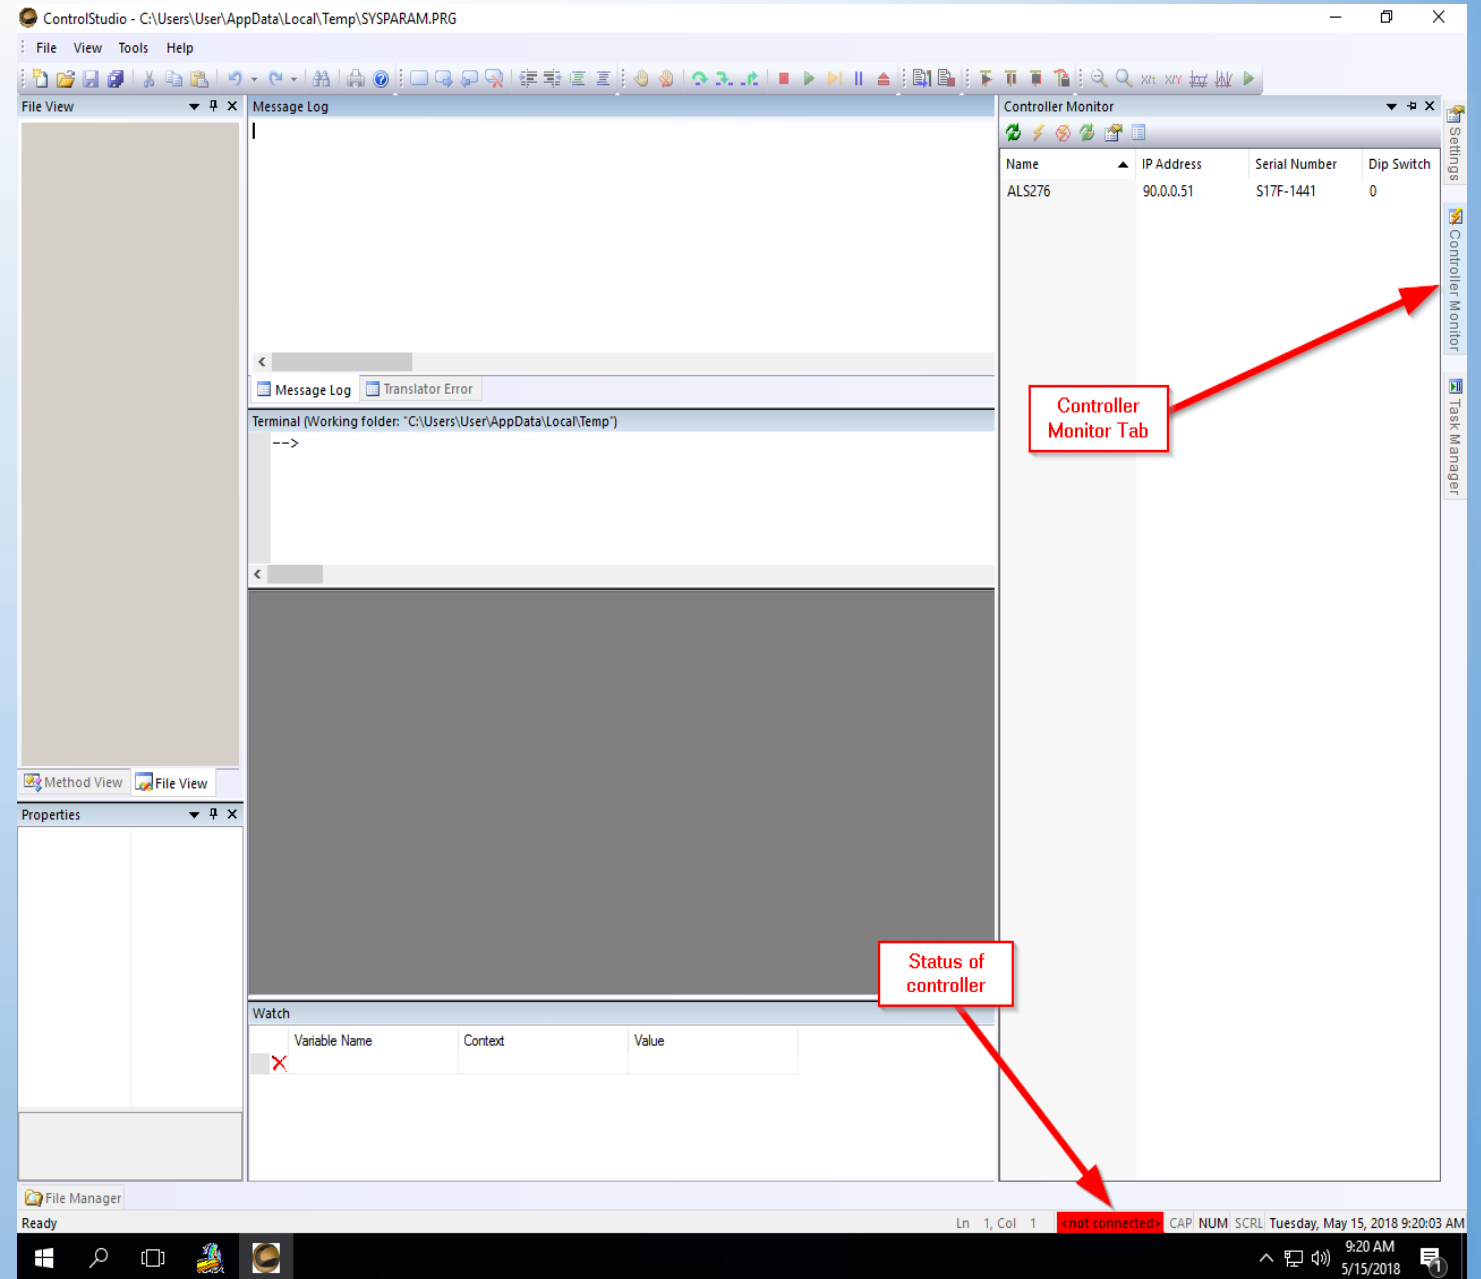 ControlStudio - C:\Users\User\AppData\Local\Temp\SYSPARAM.PRG
File View Tools Help
X/t X/Y
File View
Message Log
Controller Monitor
Name IP Address Serial Number Dip Switch
ALS276 90.0.0.51 S17F-1441 0
Settings
Controller Monitor
Task Manager
Message Log Translator Error
Terminal (Working folder: "C:\Users\User\AppData\Local\Temp")
-->
Controller
Monitor Tab
Method View File View
Properties
Status of
controller
Watch
Variable Name Context Value
File Manager
Ready Ln 1, Col 1 <not connected> CAP NUM SCRL Tuesday, May 15, 2018 9:20:03 AM
9:20 AM
5/15/2018
1